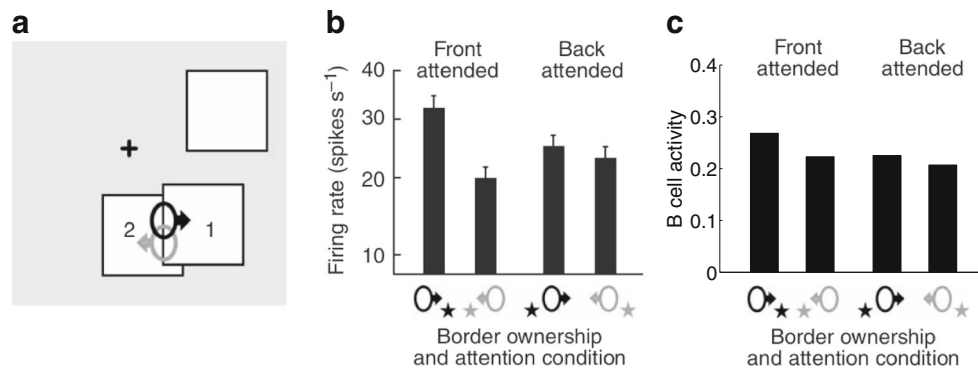 a
2
1
b
Front
attended
Back
attended
Firing rate (spikes s⁻¹)
40
30
20
10
Border ownership
and attention condition
c
Front
attended
Back
attended
B cell activity
0.4
0.3
0.2
0.1
0
Border ownership
and attention condition